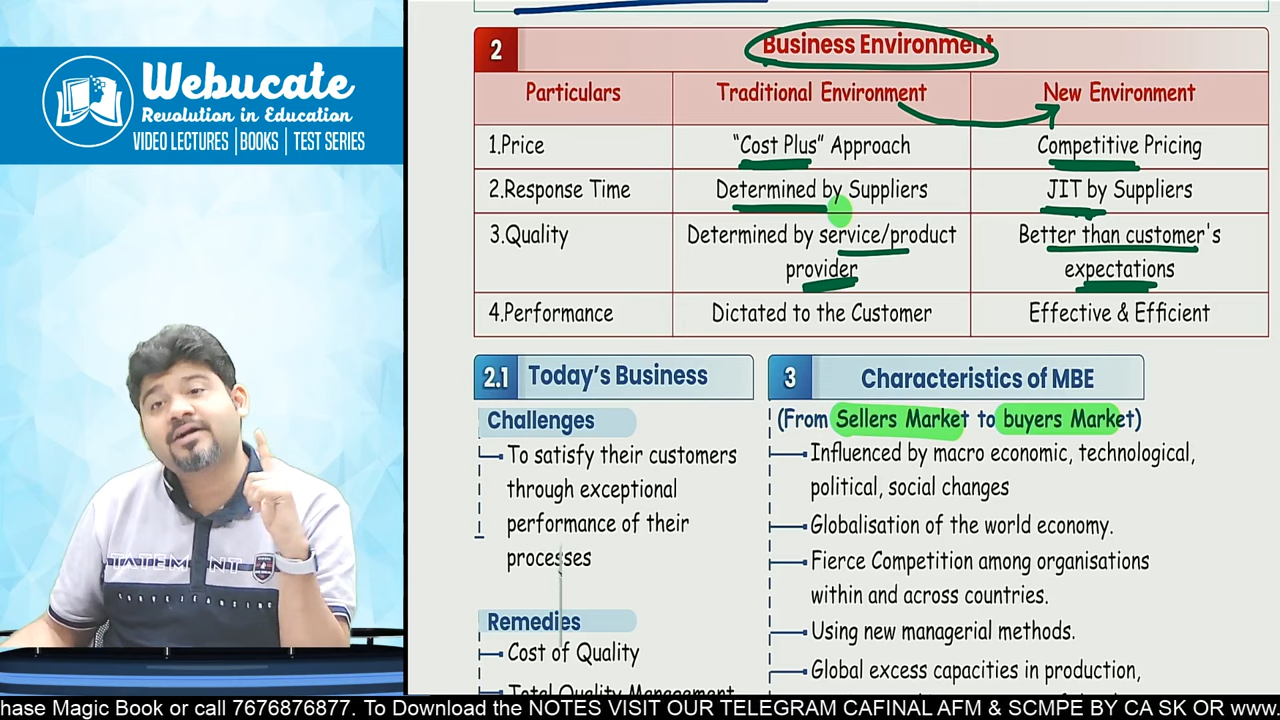 Webucate
Revolution in Education
VIDEO LECTURES | BOOKS | TEST SERIES
2 Business Environment
Particulars Traditional Environment New Environment
1.Price "Cost Plus" Approach Competitive Pricing
2.Response Time Determined by Suppliers JIT by Suppliers
3.Quality Determined by service/product provider Better than customer's expectations
4.Performance Dictated to the Customer Effective & Efficient
2.1 Today's Business
Challenges
To satisfy their customers
through exceptional
performance of their
processes
Remedies
Cost of Quality
Total Quality Management
3 Characteristics of MBE
(From Sellers Market to buyers Market)
Influenced by macro economic, technological,
political, social changes
Globalisation of the world economy.
Fierce Competition among organisations
within and across countries.
Using new managerial methods.
Global excess capacities in production,
TATEMENT
hase Magic Book or call 7676876877. To Download the NOTES VISIT OUR TELEGRAM CAFINAL AFM & SCMPE BY CA SK OR www.